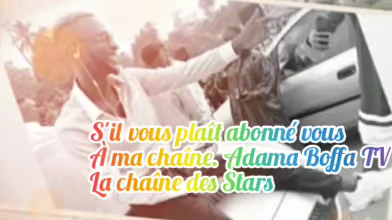 S'il vous plaît abonné vous
À ma chaîne. Adama Boffa TV
La chaîne des Stars